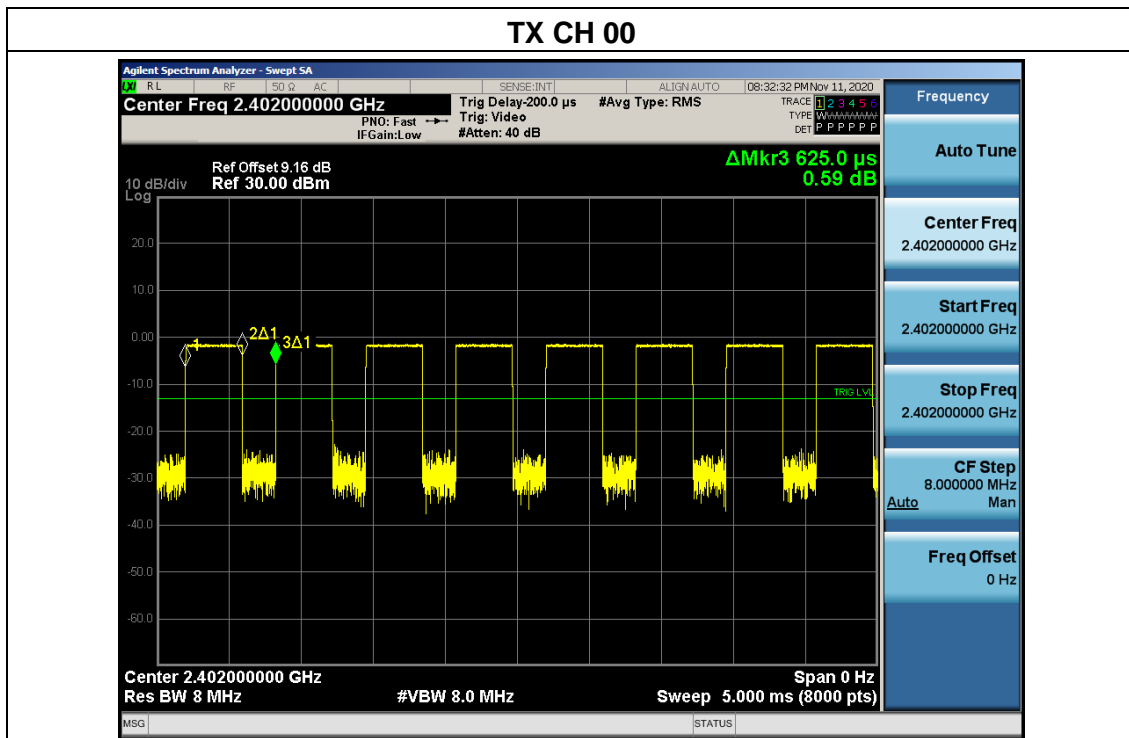 TX CH 00
Agilent Spectrum Analyzer - Swept SA
LXI RL RF 50 Ω AC SENSE:INT ALIGN AUTO 08:32:32 PM Nov 11, 2020
Center Freq 2.402000000 GHz
PNO: Fast
IFGain:Low
Trig Delay-200.0 µs
Trig: Video
#Atten: 40 dB
#Avg Type: RMS
TRACE 1 2 3 4 5 6
TYPE W
DET P P P P P P
Frequency
Auto Tune
Center Freq
2.402000000 GHz
Start Freq
2.402000000 GHz
Stop Freq
2.402000000 GHz
CF Step
8.000000 MHz
Auto Man
Freq Offset
0 Hz
ΔMkr3 625.0 µs
0.59 dB
Ref Offset 9.16 dB
10 dB/div Ref 30.00 dBm
Log
20.0
10.0
0.00
1
2Δ1
3Δ1
-10.0
TRIG LVL
-20.0
-30.0
-40.0
-50.0
-60.0
Center 2.402000000 GHz Span 0 Hz
Res BW 8 MHz #VBW 8.0 MHz Sweep 5.000 ms (8000 pts)
MSG STATUS